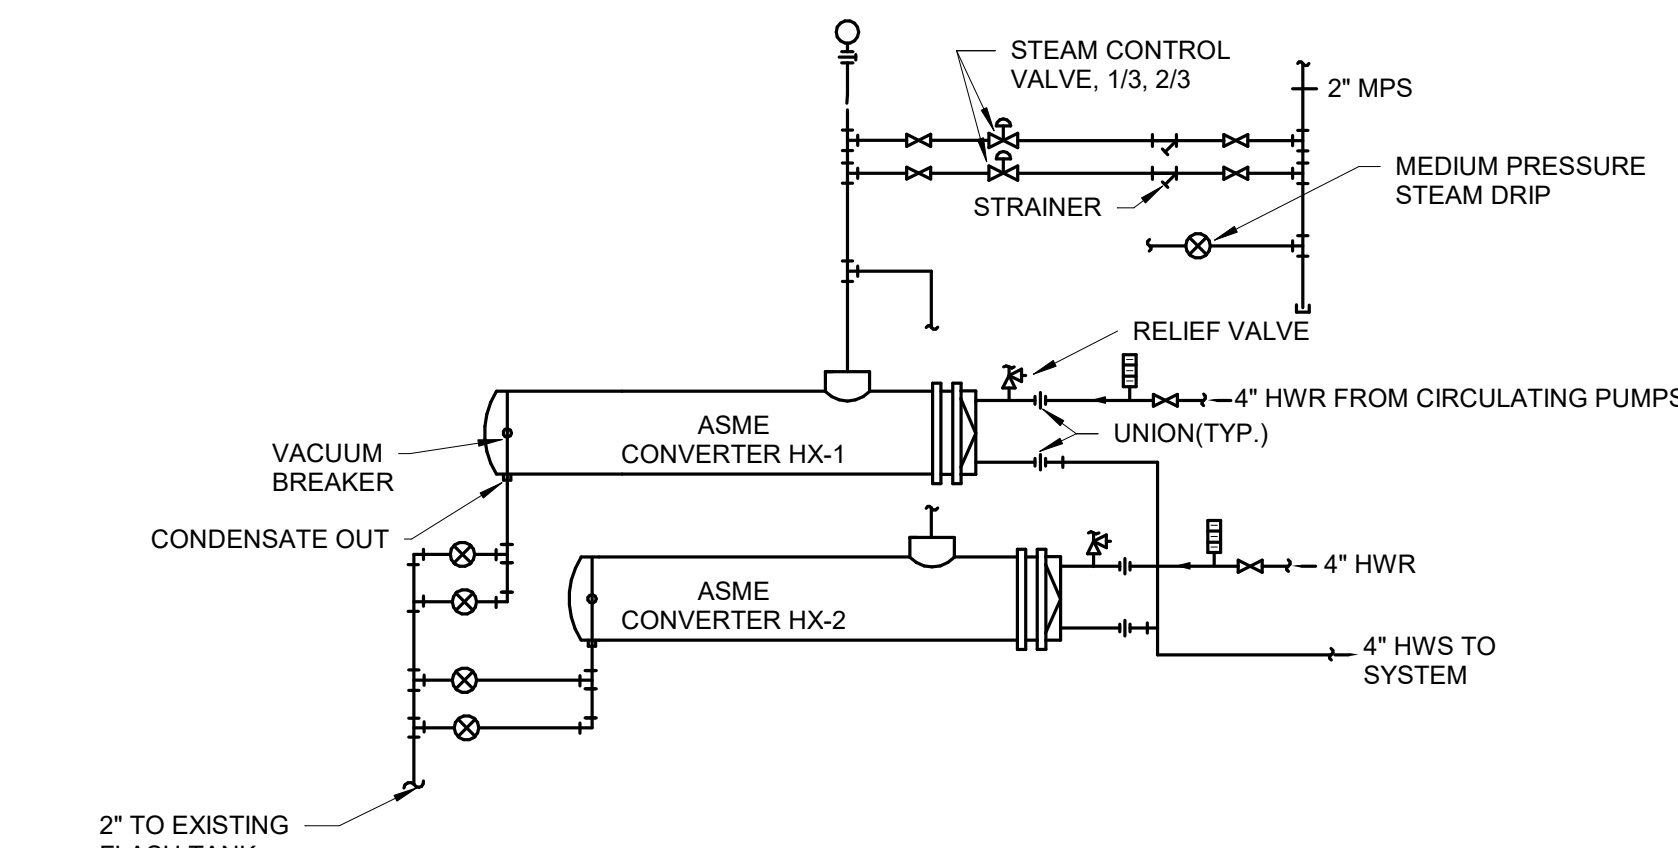 STEAM CONTROL
VALVE, 1/3, 2/3
2" MPS
MEDIUM PRESSURE
STEAM DRIP
STRAINER
RELIEF VALVE
4" HWR FROM CIRCULATING PUMPS
UNION(TYP.)
ASME
CONVERTER HX-1
VACUUM
BREAKER
CONDENSATE OUT
4" HWR
ASME
CONVERTER HX-2
4" HWS TO
SYSTEM
2" TO EXISTING
FLASH TANK